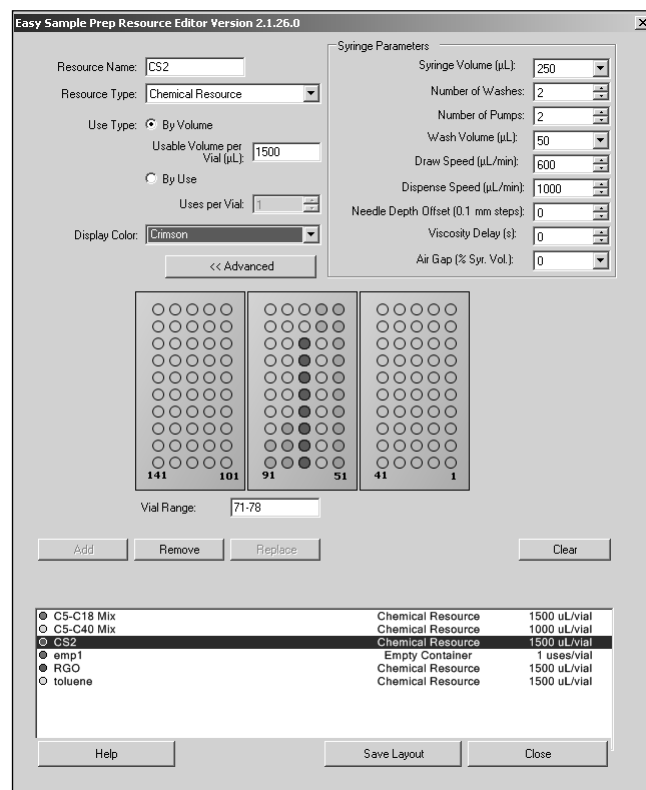 Easy Sample Prep Resource Editor Version 2.1.26.0
Resource Name: CS2
Resource Type: Chemical Resource
Use Type: By Volume
Usable Volume per
Vial (µL): 1500
By Use
Uses per Vial: 1
Display Color: Crimson
<< Advanced
Syringe Parameters
Syringe Volume (µL): 250
Number of Washes: 2
Number of Pumps: 2
Wash Volume (µL): 50
Draw Speed (µL/min): 600
Dispense Speed (µL/min): 1000
Needle Depth Offset (0.1 mm steps): 0
Viscosity Delay (s): 0
Air Gap (% Syr. Vol.): 0
141 101 91 51 41 1
Vial Range: 71-78
Add Remove Replace Clear
C5-C18 Mix Chemical Resource 1500 uL/vial
C5-C40 Mix Chemical Resource 1000 uL/vial
CS2 Chemical Resource 1500 uL/vial
emp1 Empty Container 1 uses/vial
RGO Chemical Resource 1500 uL/vial
toluene Chemical Resource 1500 uL/vial
Help Save Layout Close